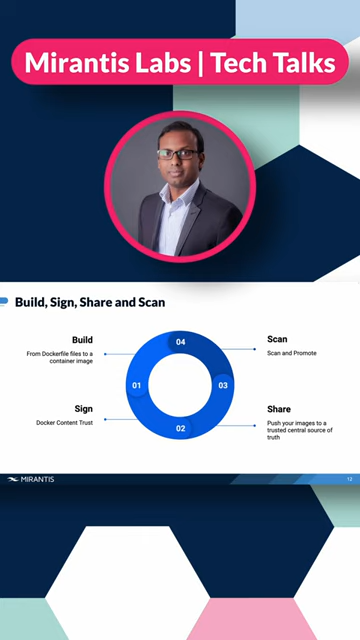 Mirantis Labs | Tech Talks
Build, Sign, Share and Scan
Build
From Dockerfile files to a
container image
Sign
Docker Content Trust
01
02
03
04
Scan
Scan and Promote
Share
Push your images to a
trusted central source of
truth
MIRANTIS
12